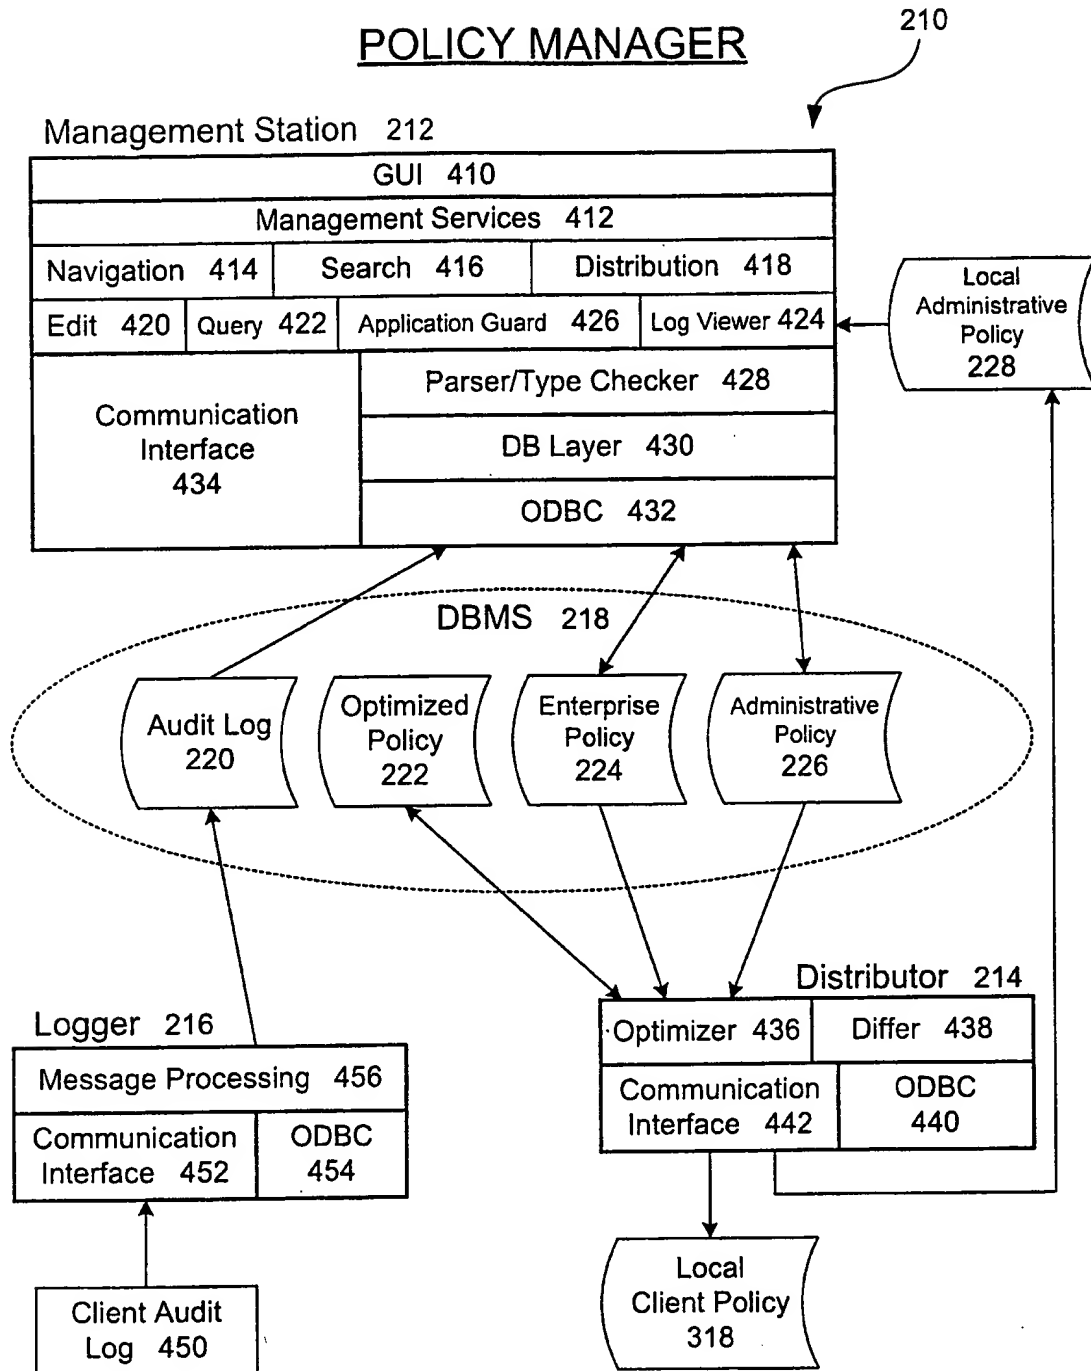 210
POLICY MANAGER
Management Station 212
GUI 410
Management Services 412
Navigation 414
Search 416
Distribution 418
Edit 420
Query 422
Application Guard 426
Log Viewer 424
Local
Administrative
Policy
228
Communication
Interface
434
Parser/Type Checker 428
DB Layer 430
ODBC 432
DBMS 218
Audit Log
220
Optimized
Policy
222
Enterprise
Policy
224
Administrative
Policy
226
Distributor 214
Optimizer 436
Differ 438
Communication
Interface 442
ODBC
440
Logger 216
Message Processing 456
Communication
Interface 452
ODBC
454
Client Audit
Log 450
Local
Client Policy
318